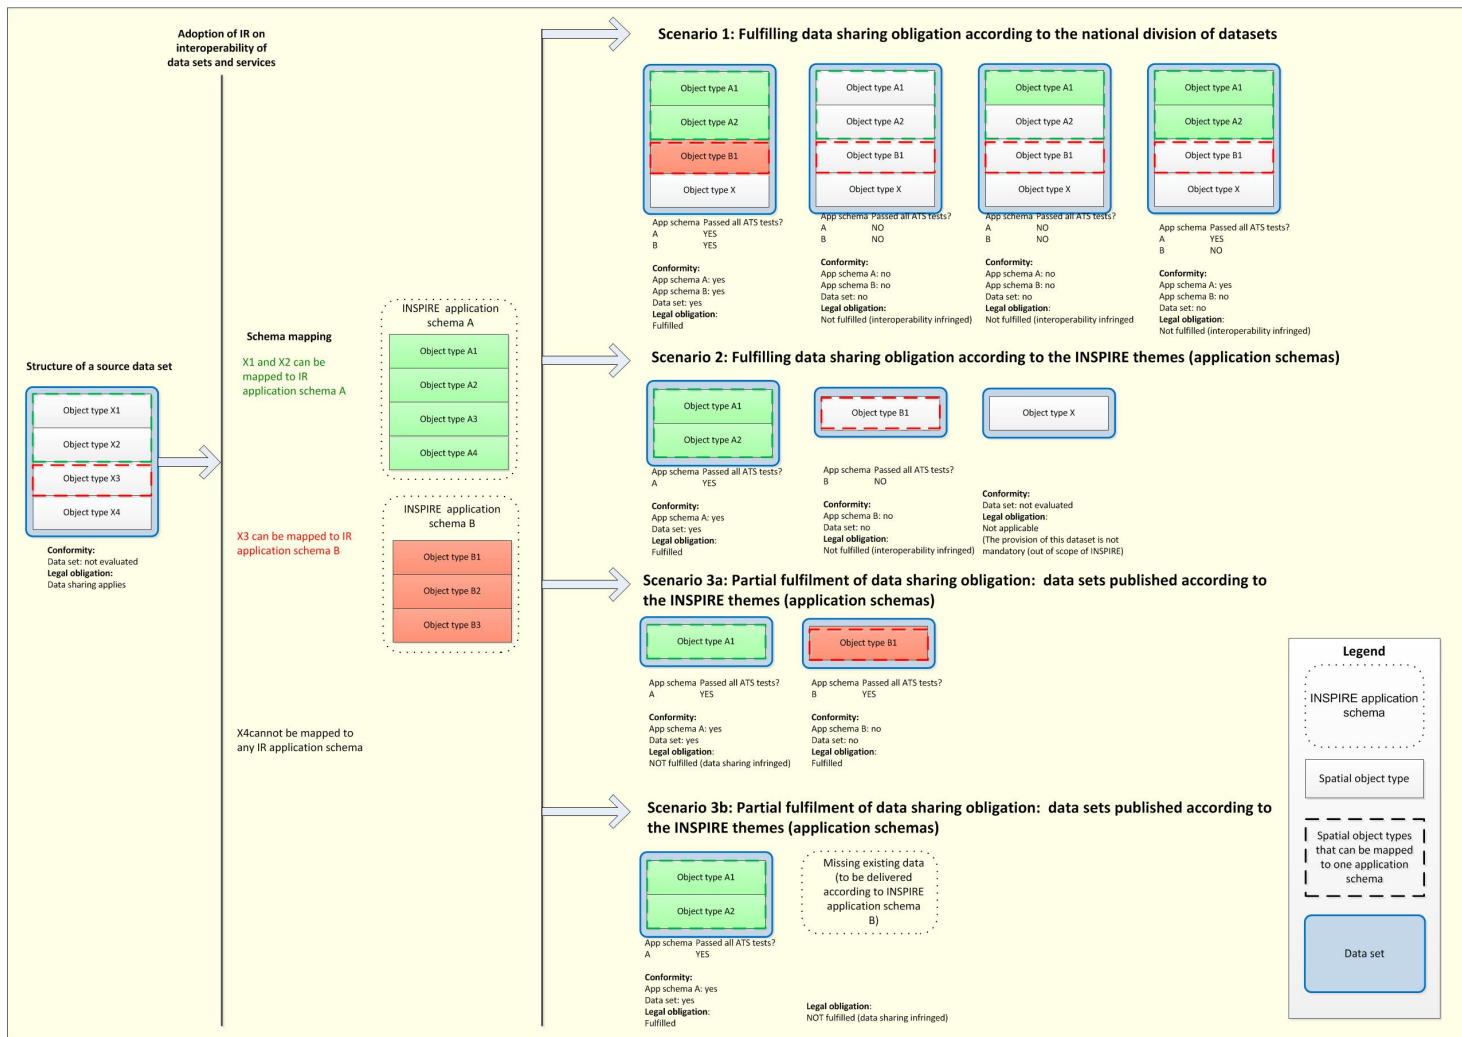 Adoption of IR on
interoperability of
data sets and services
Structure of a source data set
Object type X1
Object type X2
Object type X3
Object type X4
Conformity:
Data set: not evaluated
Legal obligation:
Data sharing applies
Schema mapping
X1 and X2 can be
mapped to IR
application schema A
X3 can be mapped to IR
application schema B
X4cannot be mapped to
any IR application schema
INSPIRE application
schema A
Object type A1
Object type A2
Object type A3
Object type A4
INSPIRE application
schema B
Object type B1
Object type B2
Object type B3
Scenario 1: Fulfilling data sharing obligation according to the national division of datasets
Object type A1
Object type A2
Object type B1
Object type X
App schema Passed all ATS tests?
A YES
B YES
Conformity:
App schema A: yes
App schema B: yes
Data set: yes
Legal obligation:
Fulfilled
Object type A1
Object type A2
Object type B1
Object type X
App schema Passed all ATS tests?
A NO
B NO
Conformity:
App schema A: no
App schema B: no
Data set: no
Legal obligation:
Not fulfilled (interoperability infringed)
Object type A1
Object type A2
Object type B1
Object type X
App schema Passed all ATS tests?
A NO
B NO
Conformity:
App schema A: no
App schema B: no
Data set: no
Legal obligation:
Not fulfilled (interoperability infringed
Object type A1
Object type A2
Object type B1
Object type X
App schema Passed all ATS tests?
A YES
B NO
Conformity:
App schema A: yes
App schema B: no
Data set: no
Legal obligation:
Not fulfilled (interoperability infringed)
Scenario 2: Fulfilling data sharing obligation according to the INSPIRE themes (application schemas)
Object type A1
Object type A2
App schema Passed all ATS tests?
A YES
Conformity:
App schema A: yes
Data set: yes
Legal obligation:
Fulfilled
Object type B1
App schema Passed all ATS tests?
B NO
Conformity:
App schema B: no
Data set: no
Legal obligation:
Not fulfilled (interoperability infringed)
Object type X
Conformity:
Data set: not evaluated
Legal obligation:
Not applicable
(The provision of this dataset is not
mandatory (out of scope of INSPIRE)
Scenario 3a: Partial fulfilment of data sharing obligation: data sets published according to
the INSPIRE themes (application schemas)
Object type A1
App schema Passed all ATS tests?
A YES
Conformity:
App schema A: yes
Data set: yes
Legal obligation:
NOT fulfilled (data sharing infringed)
Object type B1
App schema Passed all ATS tests?
B YES
Conformity:
App schema B: no
Data set: no
Legal obligation:
Fulfilled
Scenario 3b: Partial fulfilment of data sharing obligation: data sets published according to
the INSPIRE themes (application schemas)
Object type A1
Object type A2
App schema Passed all ATS tests?
A YES
Conformity:
App schema A: yes
Data set: yes
Legal obligation:
Fulfilled
Missing existing data
(to be delivered
according to INSPIRE
application schema
B)
Legal obligation:
NOT fulfilled (data sharing infringed)
Legend
INSPIRE application
schema
Spatial object type
Spatial object types
that can be mapped
to one application
schema
Data set